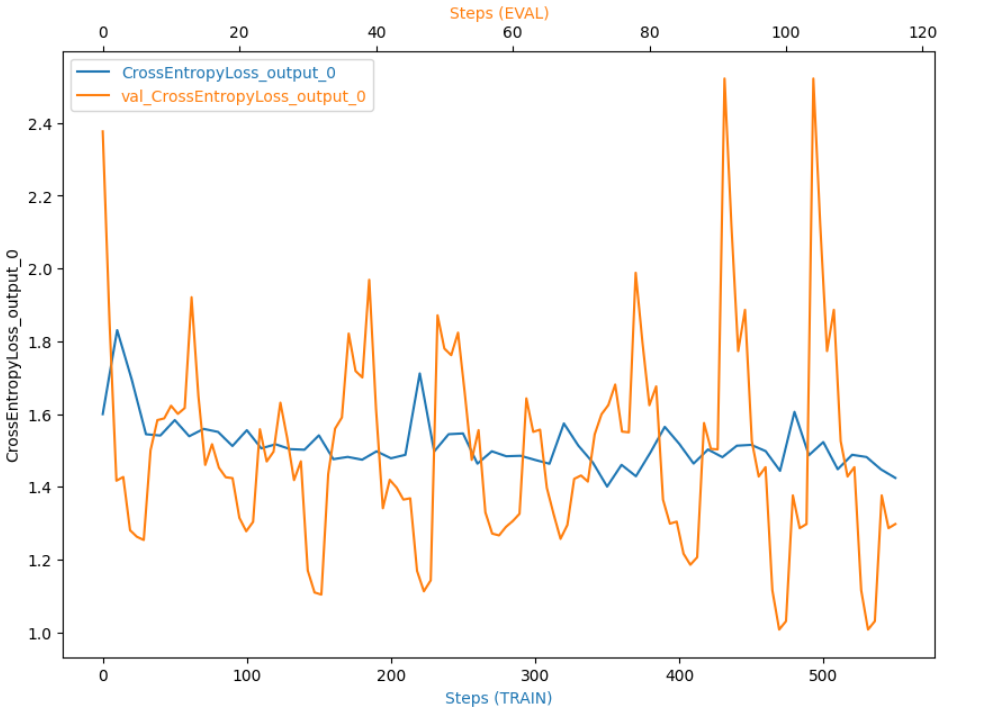 Steps (EVAL)
0 20 40 60 80 100 120
CrossEntropyLoss_output_0
val_CrossEntropyLoss_output_0
CrossEntropyLoss_output_0
2.4
2.2
2.0
1.8
1.6
1.4
1.2
1.0
0 100 200 300 400 500
Steps (TRAIN)